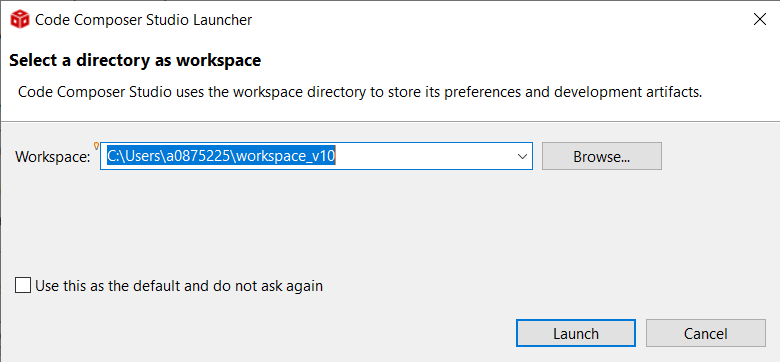 Code Composer Studio Launcher
Select a directory as workspace
Code Composer Studio uses the workspace directory to store its preferences and development artifacts.
Workspace: C:\Users\a0875225\workspace_v10 Browse...
Use this as the default and do not ask again
Launch Cancel